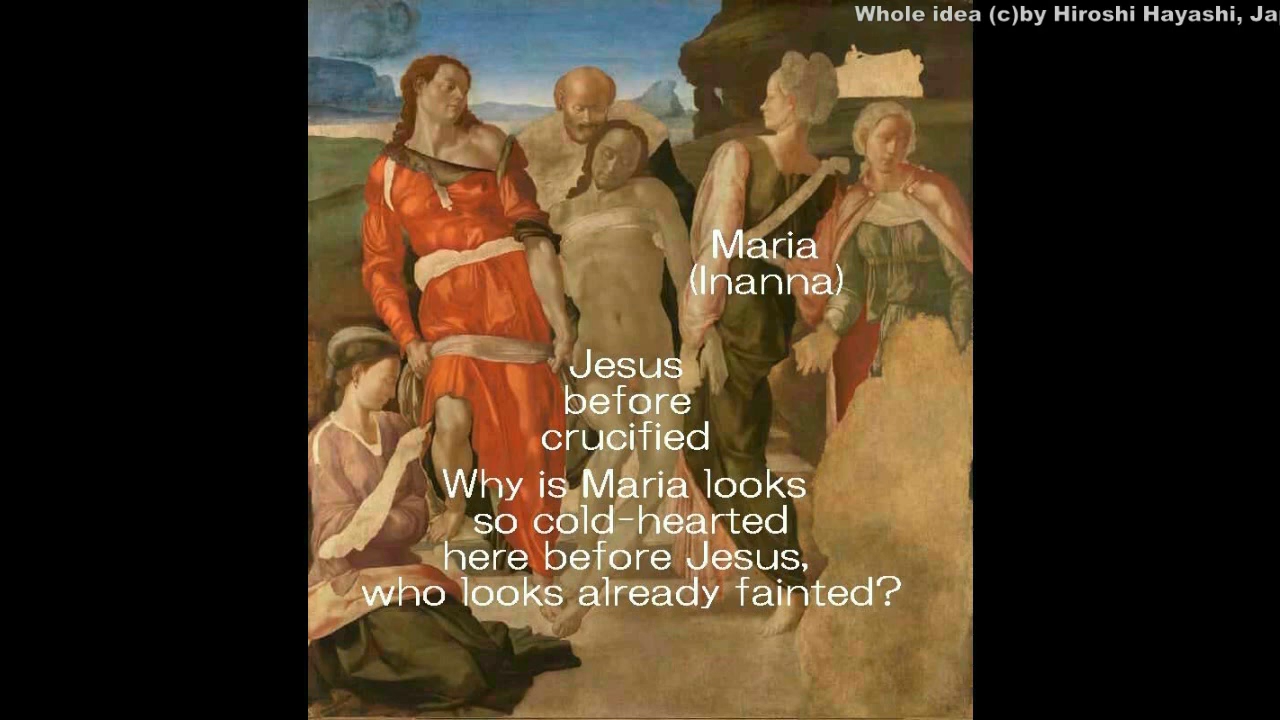 Whole idea (c)by Hiroshi Hayashi, Ja
Maria
(Inanna)
Jesus
before
crucified
Why is Maria looks
so cold-hearted
here before Jesus,
who looks already fainted?